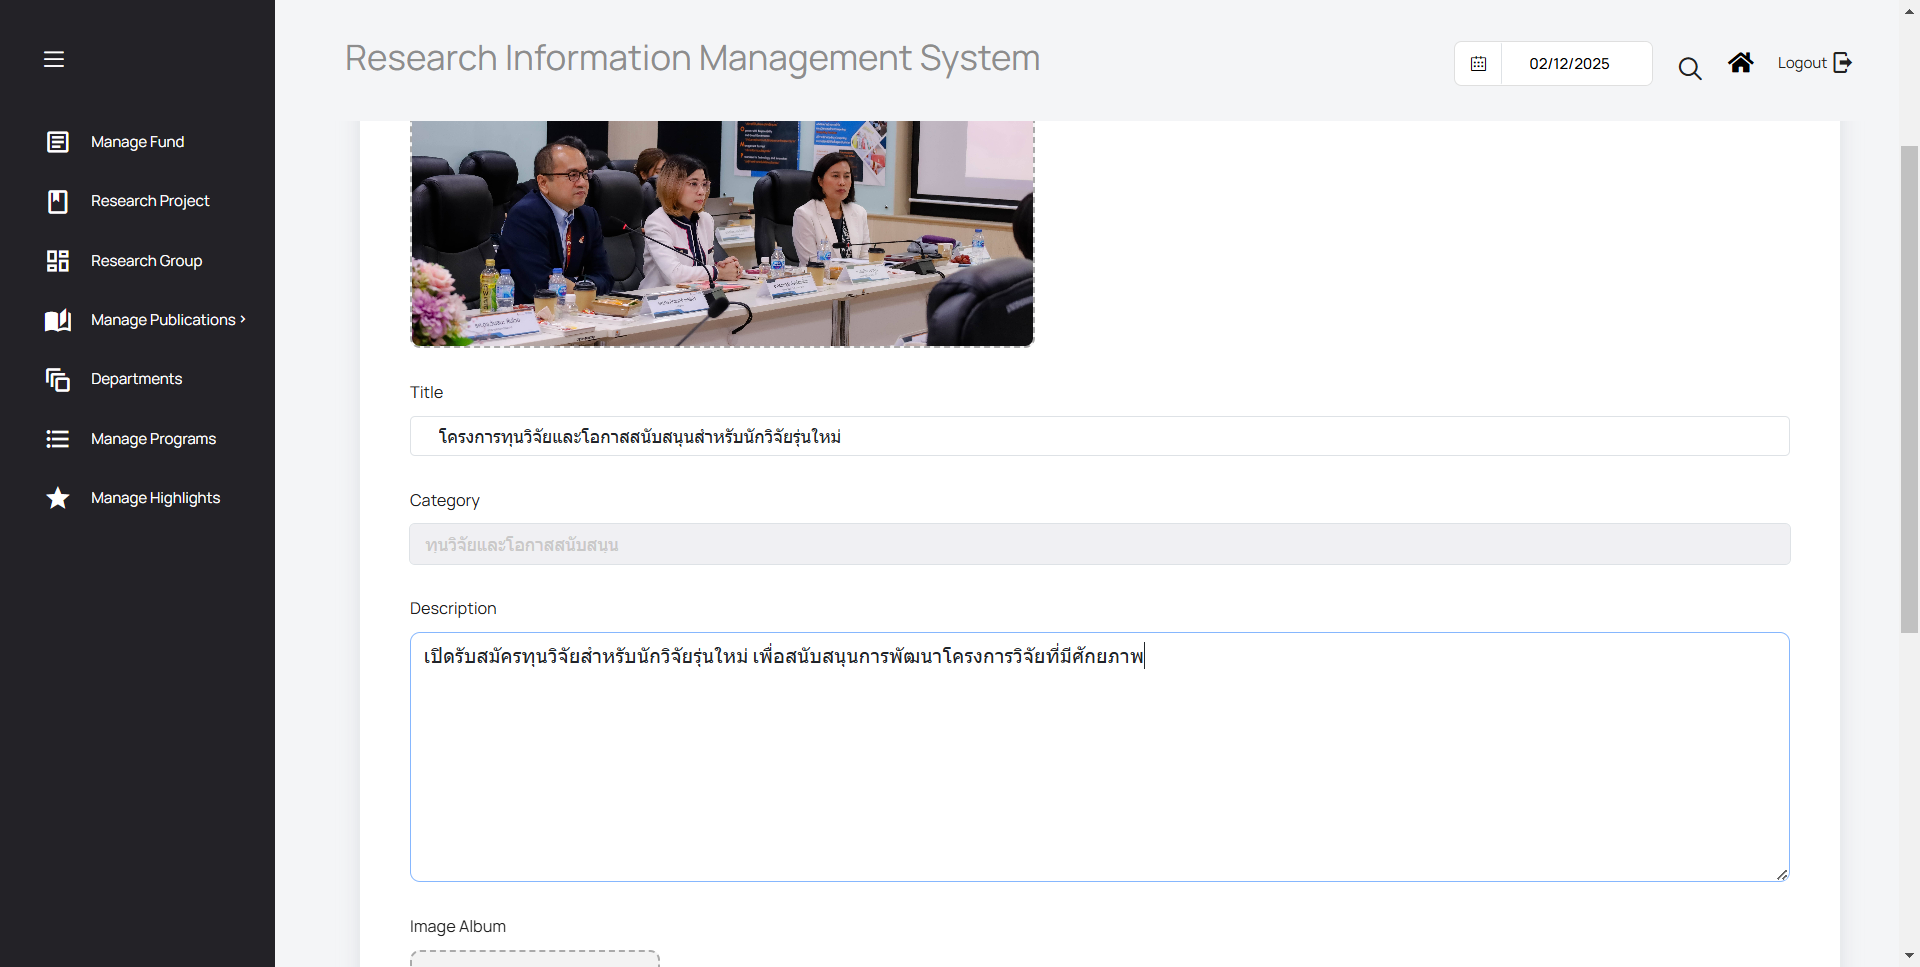 Research Information Management System
02/12/2025
Logout
Manage Fund
Research Project
Research Group
Manage Publications
Departments
Manage Programs
Manage Highlights
Title
โครงการทุนวิจัยและโอกาสสนับสนุนสำหรับนักวิจัยรุ่นใหม่
Category
ทุนวิจัยและโอกาสสนับสนุน
Description
เปิดรับสมัครทุนวิจัยสำหรับนักวิจัยรุ่นใหม่ เพื่อสนับสนุนการพัฒนาโครงการวิจัยที่มีศักยภาพ
Image Album